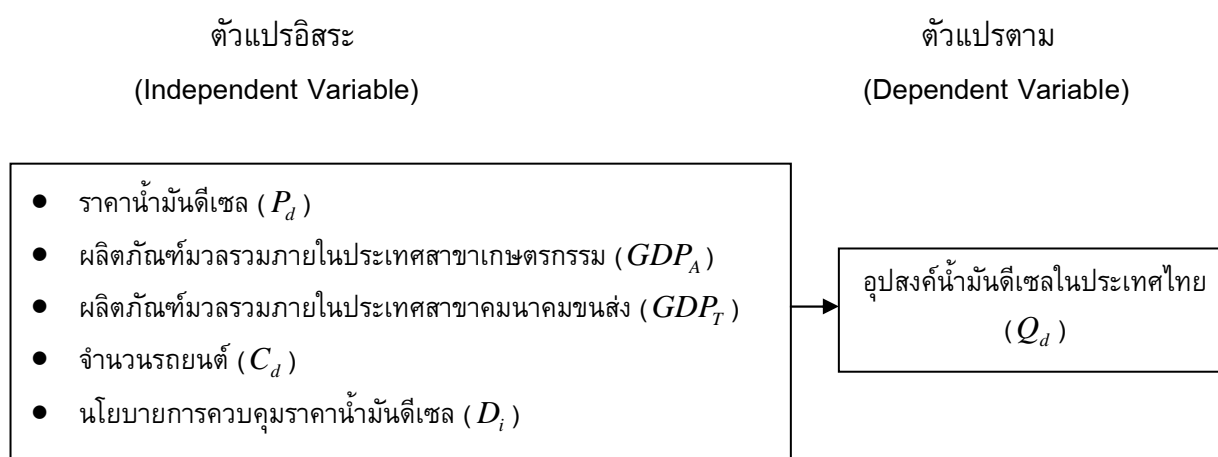 ตัวแปรอิสระ
(Independent Variable)
ตัวแปรตาม
(Dependent Variable)
● ราคาน้ำมันดีเซล ( P_d )
● ผลิตภัณฑ์มวลรวมภายในประเทศสาขาเกษตรกรรม ( GDP_A )
● ผลิตภัณฑ์มวลรวมภายในประเทศสาขาคมนาคมขนส่ง ( GDP_T )
● จำนวนรถยนต์ ( C_d )
● นโยบายการควบคุมราคาน้ำมันดีเซล ( D_i )
อุปสงค์น้ำมันดีเซลในประเทศไทย
( Q_d )